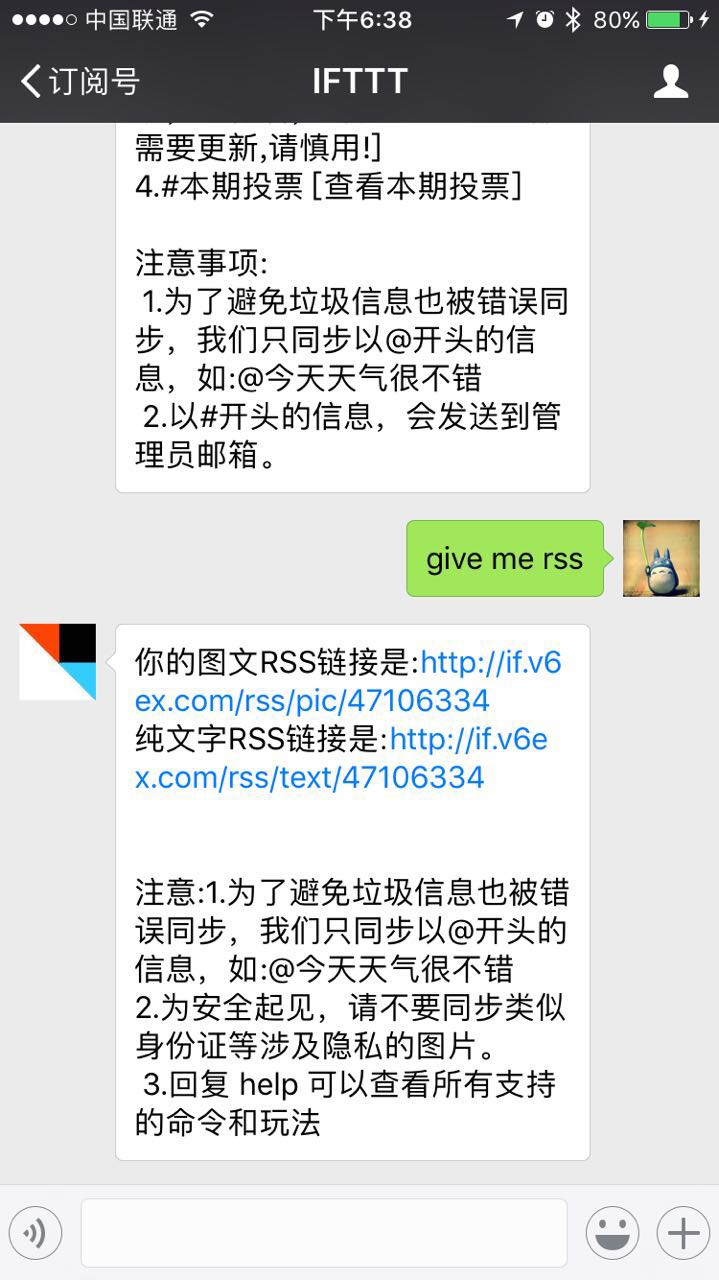 中国联通 下午6:38 80%
订阅号 IFTTT
需要更新,请慎用!]
4.#本期投票 [查看本期投票]
注意事项:
1.为了避免垃圾信息也被错误同
步，我们只同步以@开头的信
息，如:@今天天气很不错
2.以#开头的信息，会发送到管
理员邮箱。
give me rss
你的图文RSS链接是:http://if.v6
ex.com/rss/pic/47106334
纯文字RSS链接是:http://if.v6e
x.com/rss/text/47106334
注意:1.为了避免垃圾信息也被错
误同步，我们只同步以@开头的
信息，如:@今天天气很不错
2.为安全起见，请不要同步类似
身份证等涉及隐私的图片。
3.回复 help 可以查看所有支持
的命令和玩法